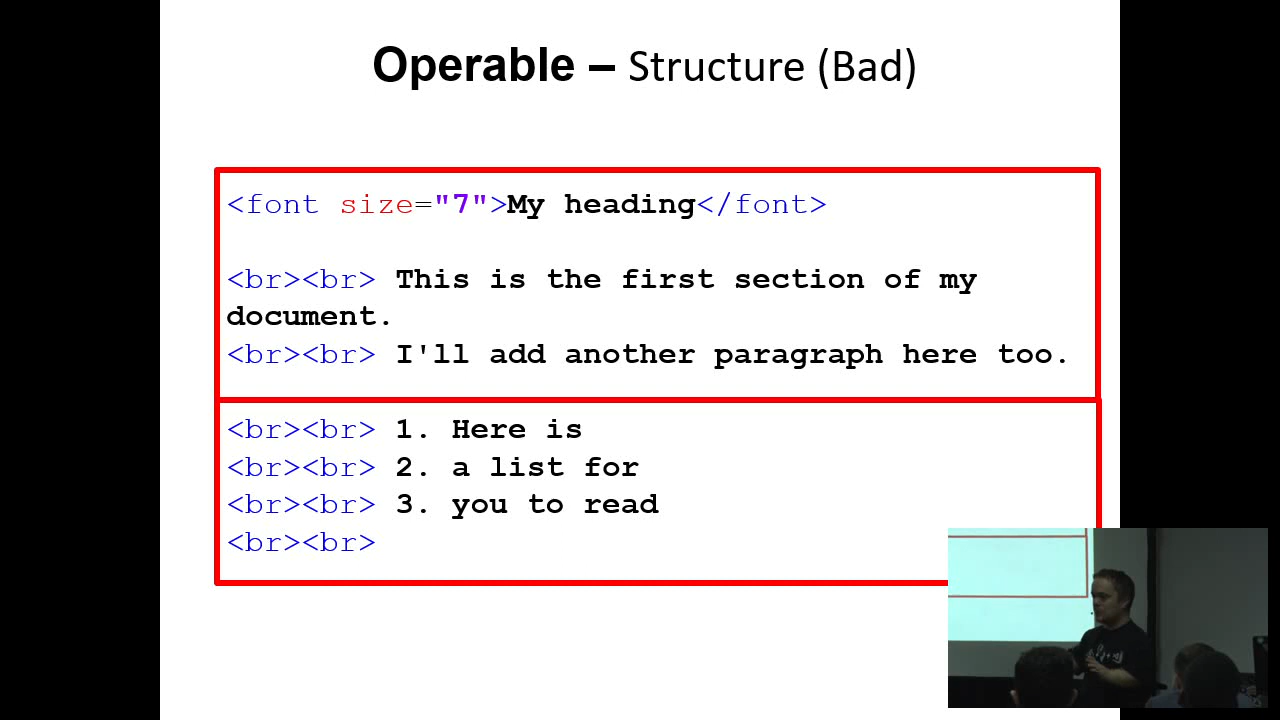 Operable – Structure (Bad)
<font size="7">My heading</font>
<br><br> This is the first section of my
document.
<br><br> I'll add another paragraph here too.
<br><br> 1. Here is
<br><br> 2. a list for
<br><br> 3. you to read
<br><br>